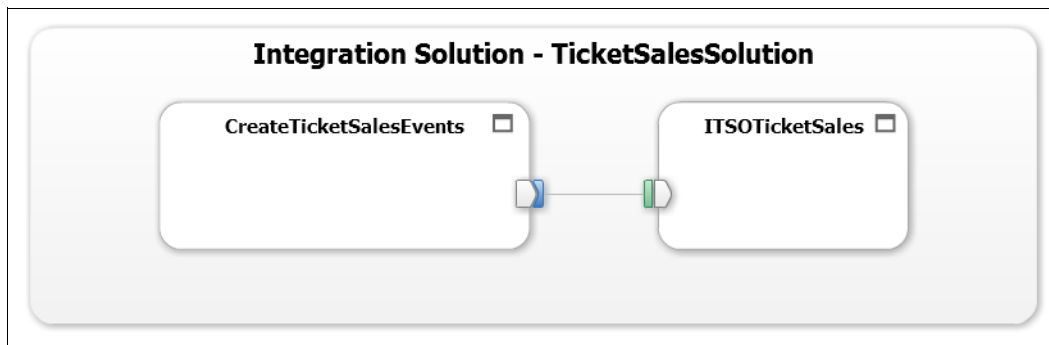 Integration Solution - TicketSalesSolution
CreateTicketSalesEvents
ITSOTicketSales